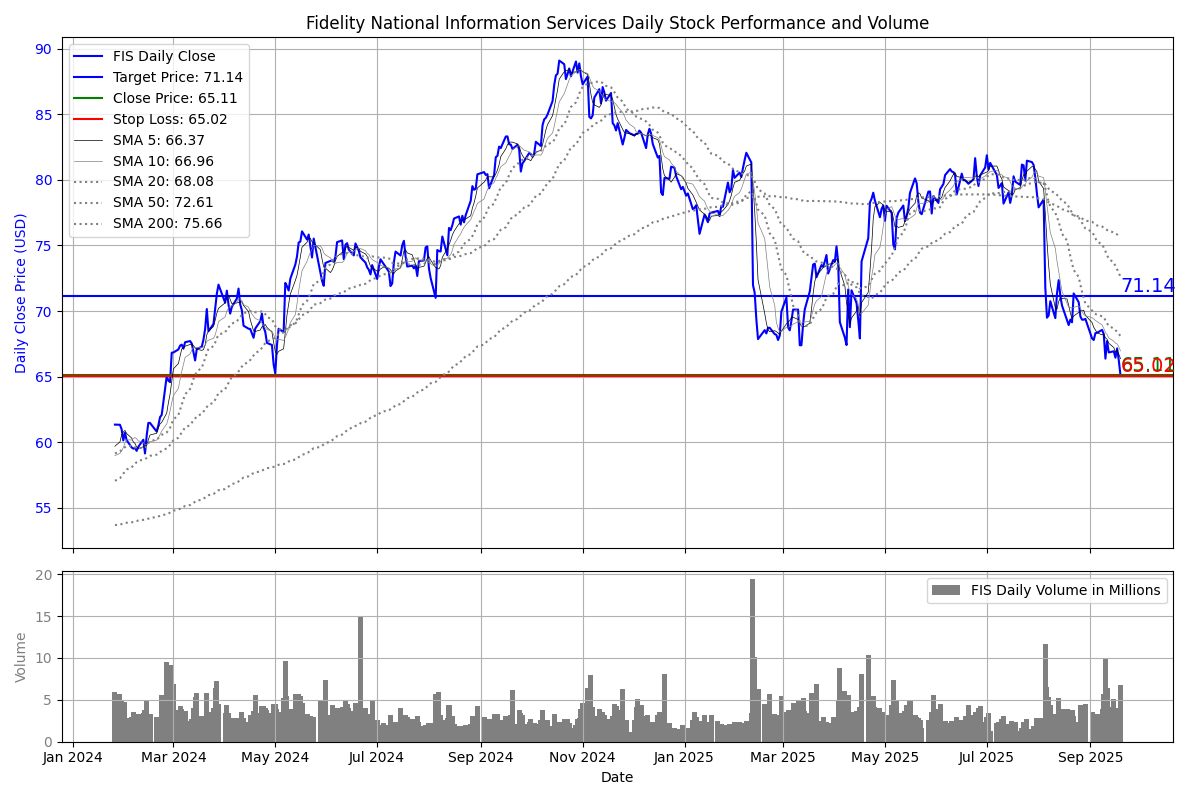 Fidelity National Information Services Daily Stock Performance and Volume
Daily Close Price (USD)
90
85
80
75
70
65
60
55
FIS Daily Close
Target Price: 71.14
Close Price: 65.11
Stop Loss: 65.02
SMA 5: 66.37
SMA 10: 66.96
SMA 20: 68.08
SMA 50: 72.61
SMA 200: 75.66
71.14
65.11
65.02
Volume
20
15
10
5
0
FIS Daily Volume in Millions
Jan 2024
Mar 2024
May 2024
Jul 2024
Sep 2024
Nov 2024
Jan 2025
Mar 2025
May 2025
Jul 2025
Sep 2025
Date